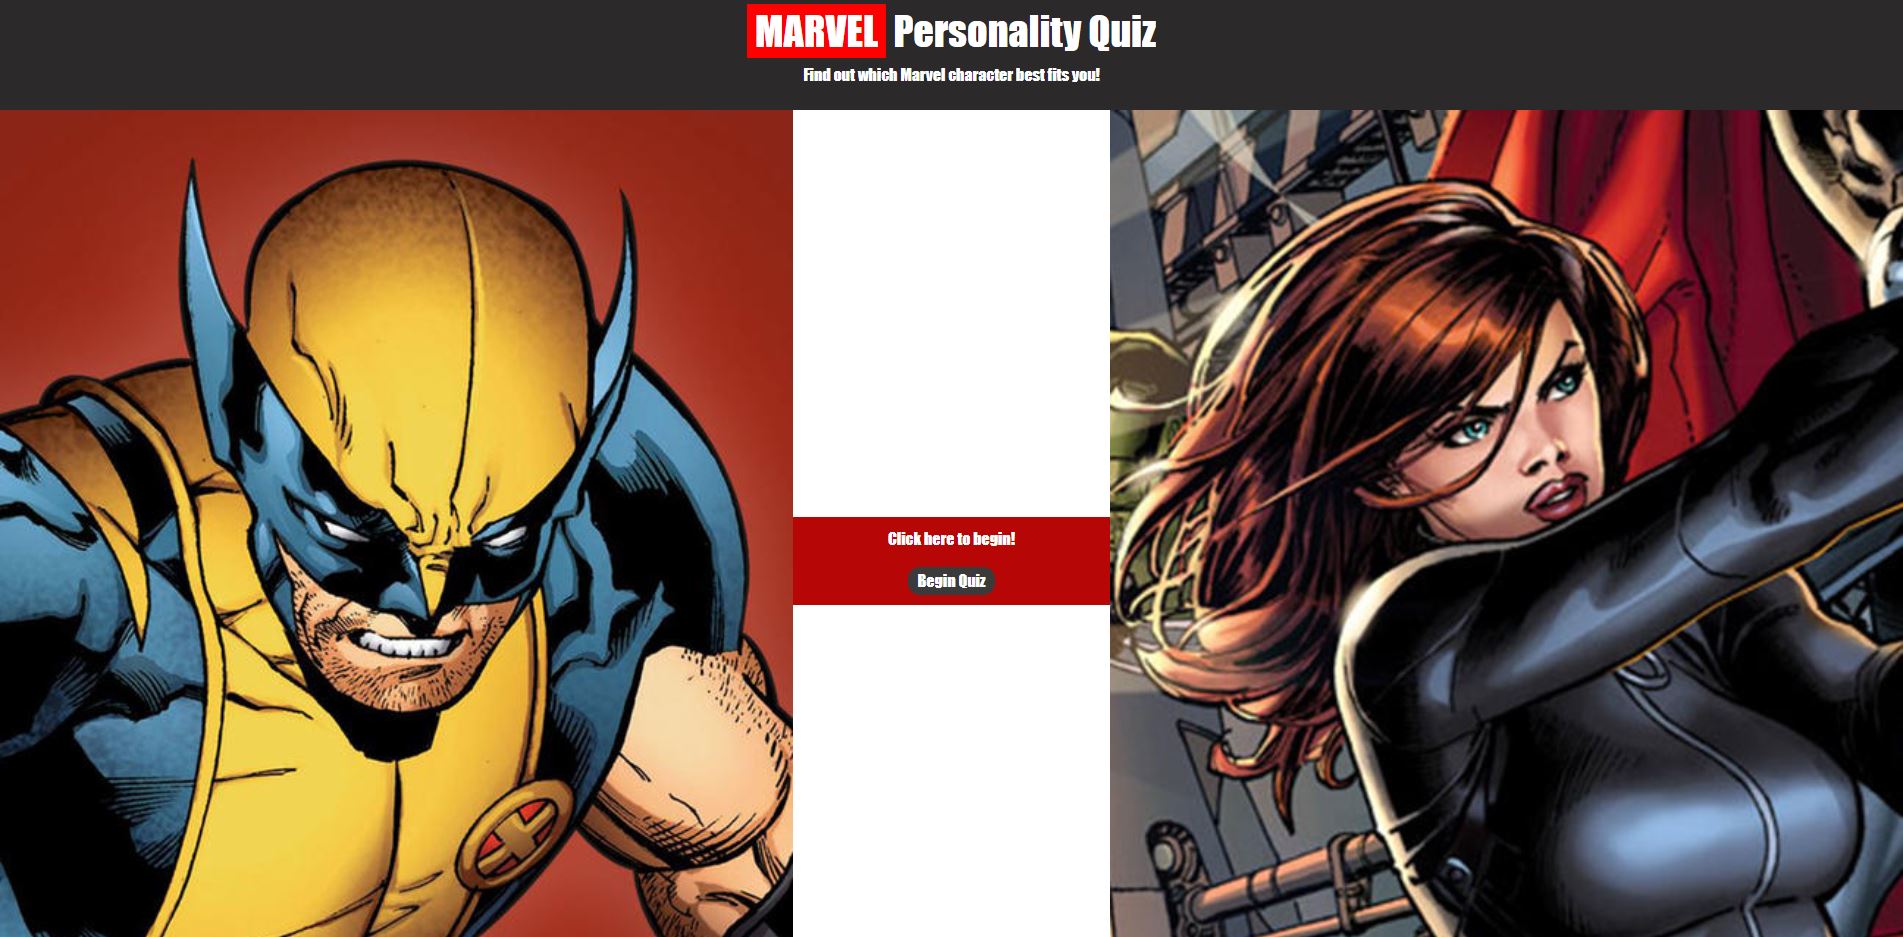 MARVEL Personality Quiz
Find out which Marvel character best fits you!
Click here to begin!
Begin Quiz